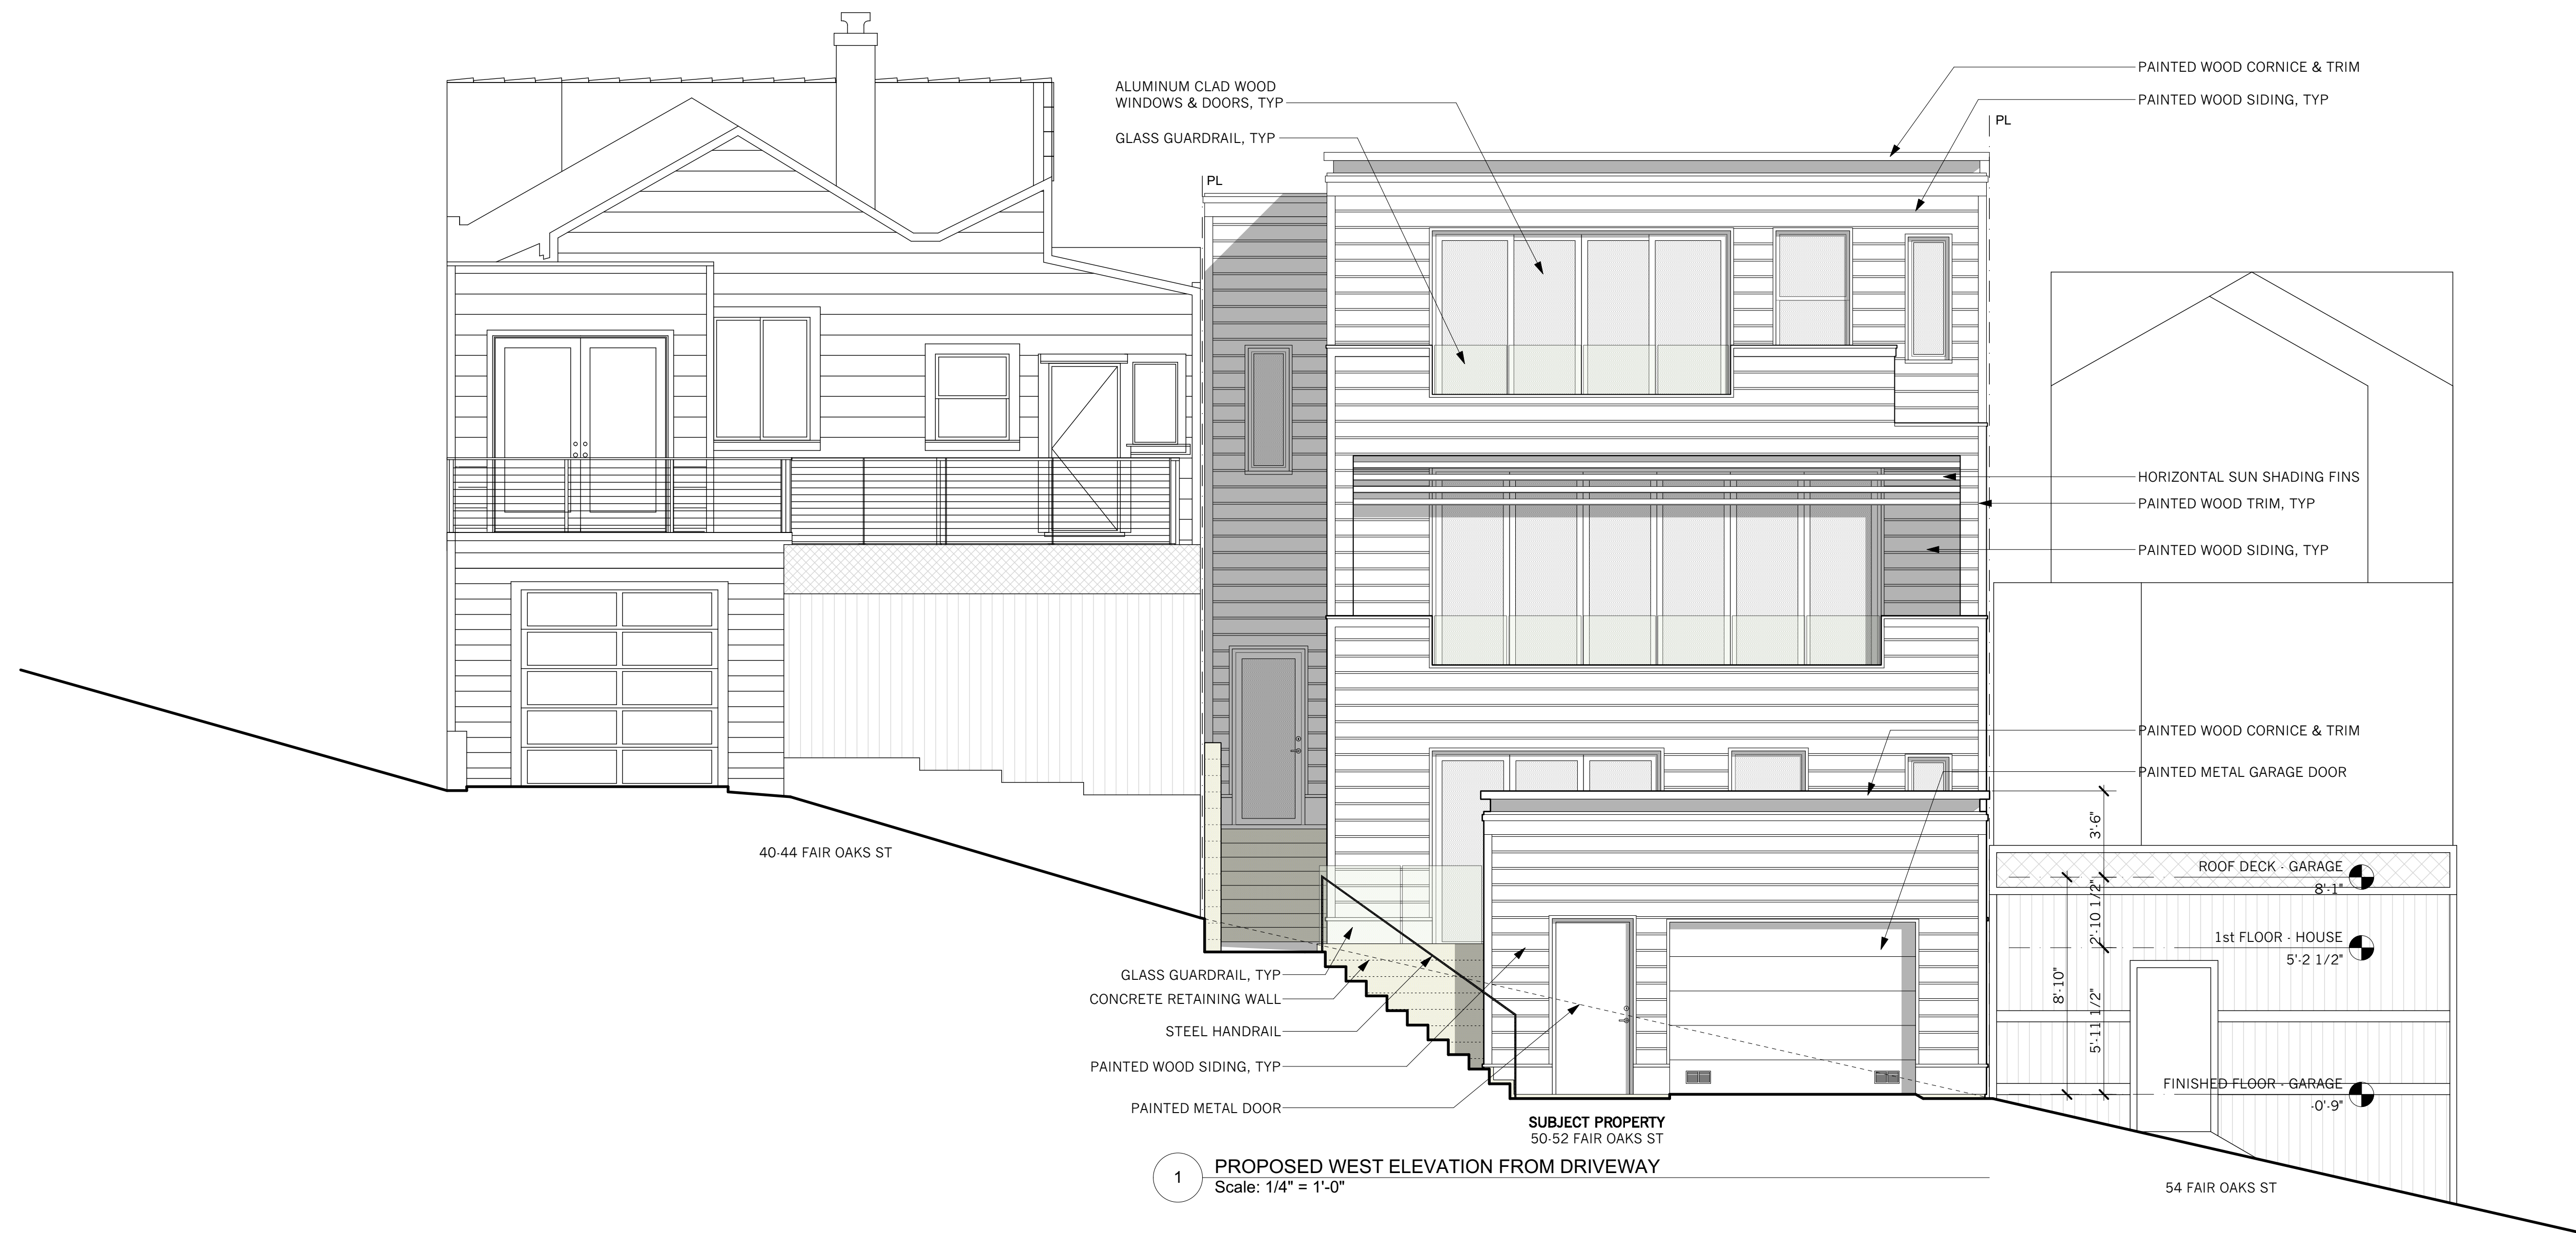 PAINTED WOOD CORNICE & TRIM
ALUMINUM CLAD WOOD
WINDOWS & DOORS, TYP
PAINTED WOOD SIDING, TYP
PL
GLASS GUARDRAIL, TYP
PL
HORIZONTAL SUN SHADING FINS
PAINTED WOOD TRIM, TYP
PAINTED WOOD SIDING, TYP
PAINTED WOOD CORNICE & TRIM
PAINTED METAL GARAGE DOOR
3'-6"
40-44 FAIR OAKS ST
ROOF DECK - GARAGE
8'-1"
2'-10 1/2"
1st FLOOR - HOUSE
5'-2 1/2"
8'-10"
5'-11 1/2"
GLASS GUARDRAIL, TYP
CONCRETE RETAINING WALL
STEEL HANDRAIL
PAINTED WOOD SIDING, TYP
PAINTED METAL DOOR
FINISHED FLOOR - GARAGE
-0'-9"
SUBJECT PROPERTY
50-52 FAIR OAKS ST
1
PROPOSED WEST ELEVATION FROM DRIVEWAY
Scale: 1/4" = 1'-0"
54 FAIR OAKS ST